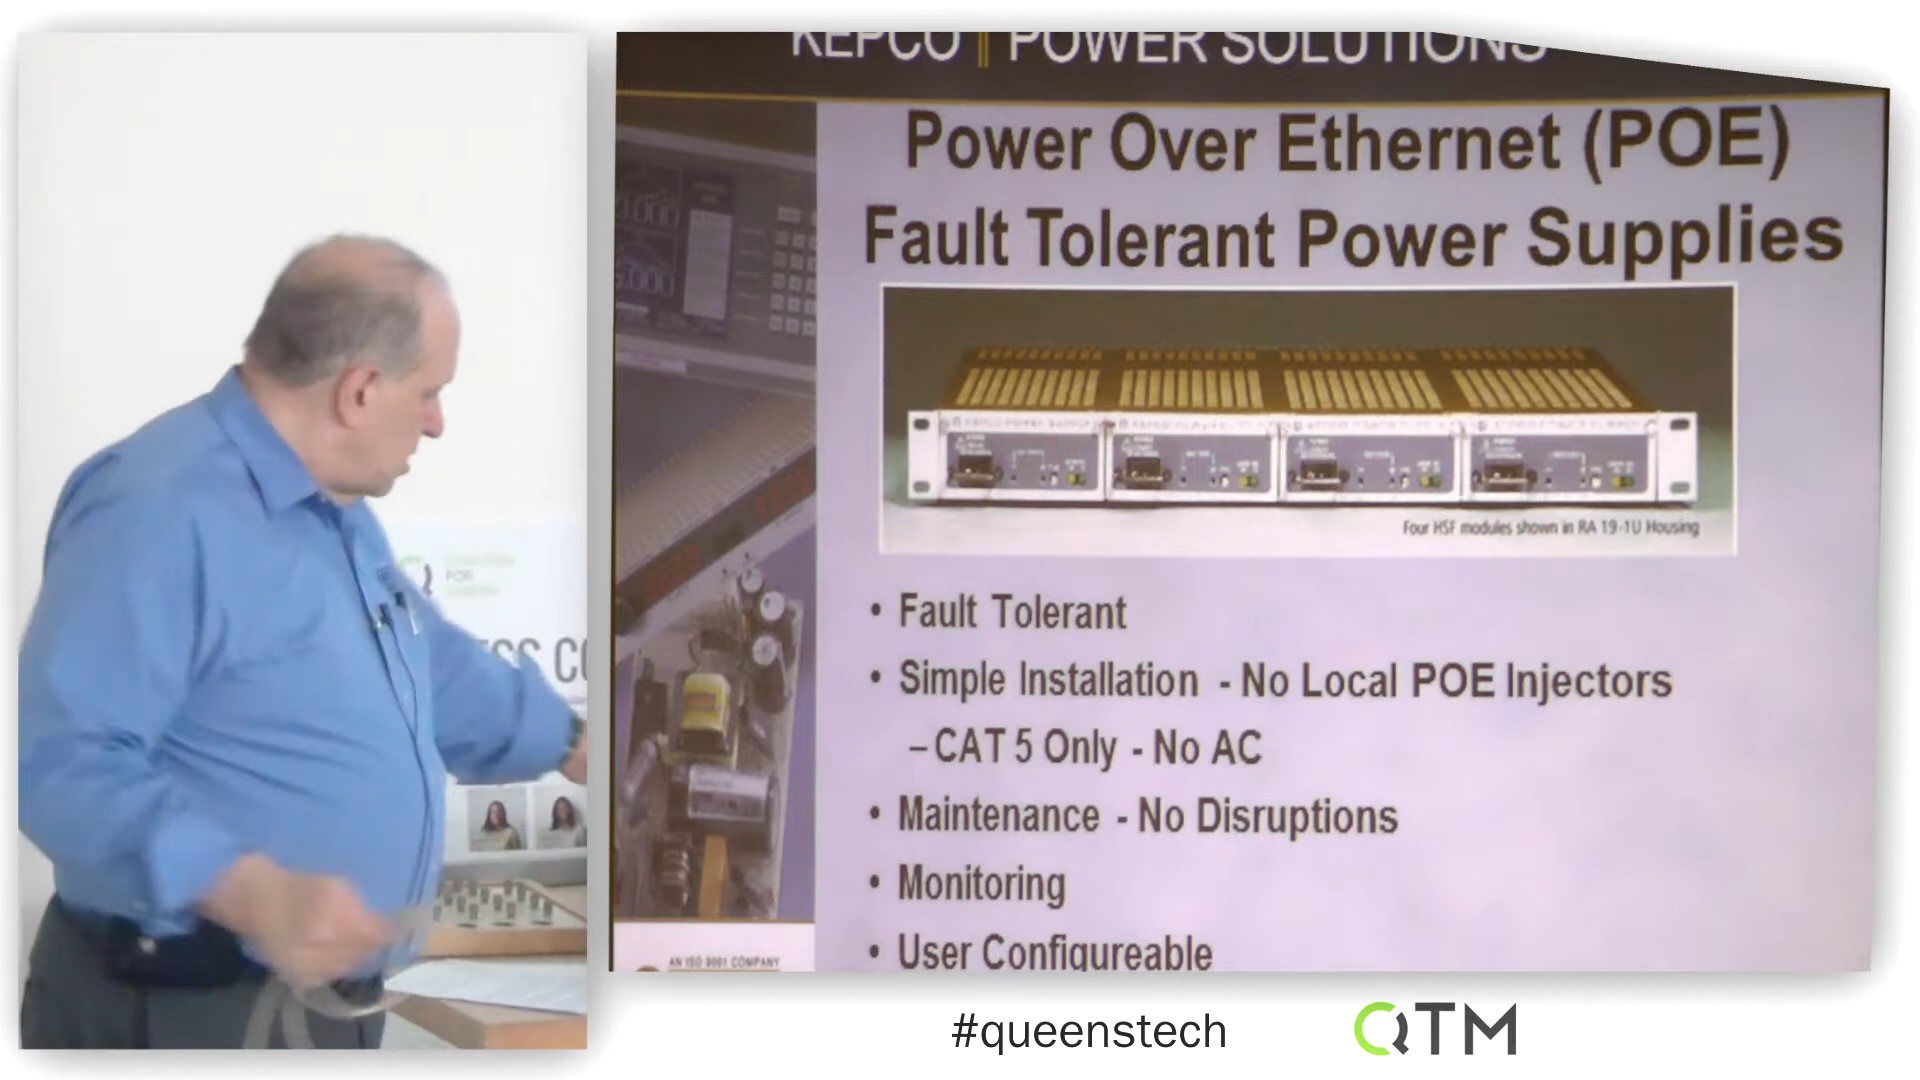 KEPCO POWER SOLUTIONS
Power Over Ethernet (POE)
Fault Tolerant Power Supplies
Four HSF modules shown in RA 19-1U Housing
• Fault Tolerant
• Simple Installation - No Local POE Injectors
– CAT 5 Only - No AC
• Maintenance - No Disruptions
• Monitoring
• User Configureable
AN ISO 9001 COMPANY
FOR
#queenstech
QTM